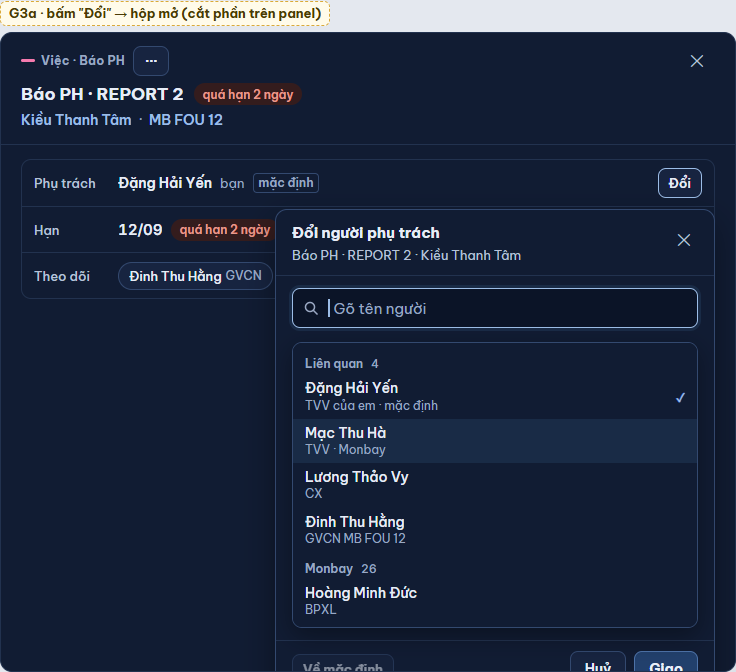 G3a · bấm "Đổi" → hộp mở (cắt phần trên panel)
Việc · Báo PH ···
Báo PH · REPORT 2 quá hạn 2 ngày
Kiều Thanh Tâm · MB FOU 12
Phụ trách Đặng Hải Yến bạn mặc định Đổi
Hạn 12/09 quá hạn 2 ngày
Theo dõi Đinh Thu Hằng GVCN
Đổi người phụ trách
Báo PH · REPORT 2 · Kiều Thanh Tâm
Gõ tên người
Liên quan 4
Đặng Hải Yến
TVV của em · mặc định
Mạc Thu Hà
TVV · Monbay
Lương Thảo Vy
CX
Đinh Thu Hằng
GVCN MB FOU 12
Monbay 26
Hoàng Minh Đức
BPXL
Về mặc định Huỷ Giao